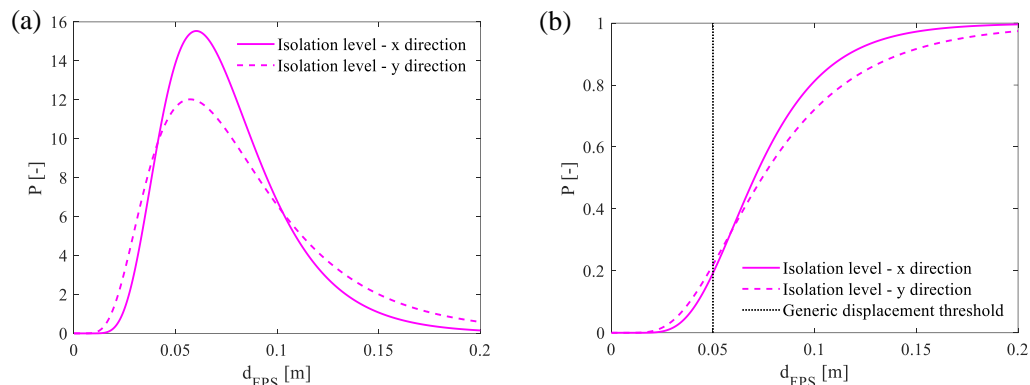 (a)
16
14
12
10
8
6
4
2
0
P [-]
Isolation level - x direction
Isolation level - y direction
0 0.05 0.1 0.15 0.2
d_FPS [m]
(b)
1
0.8
0.6
0.4
0.2
0
P [-]
Isolation level - x direction
Isolation level - y direction
Generic displacement threshold
0 0.05 0.1 0.15 0.2
d_FPS [m]